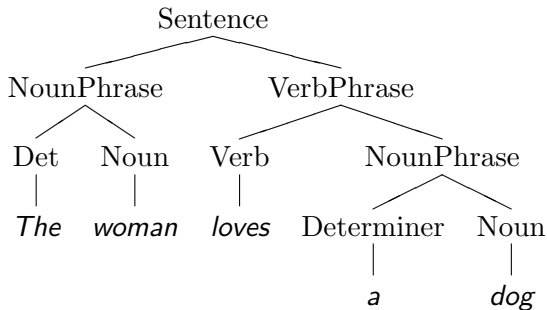 Sentence
NounPhrase VerbPhrase
Det Noun Verb NounPhrase
The woman loves Determiner Noun
a dog